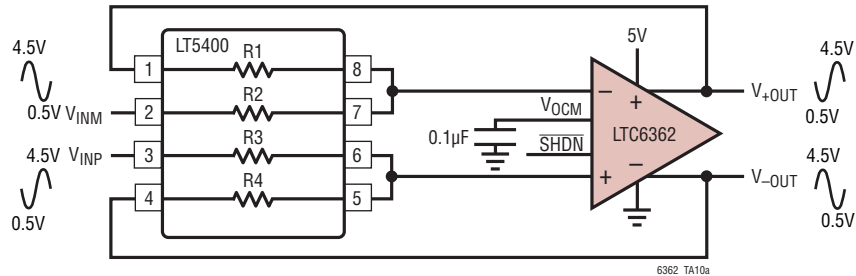 4.5V
0.5V
V_INM
V_INP
4.5V
0.5V
LT5400
R1
R2
R3
R4
1
2
3
4
8
7
6
5
5V
V_OCM
0.1µF
SHDN
–
+
+
–
LTC6362
V_+OUT
V_–OUT
4.5V
0.5V
4.5V
0.5V
6362 TA10a